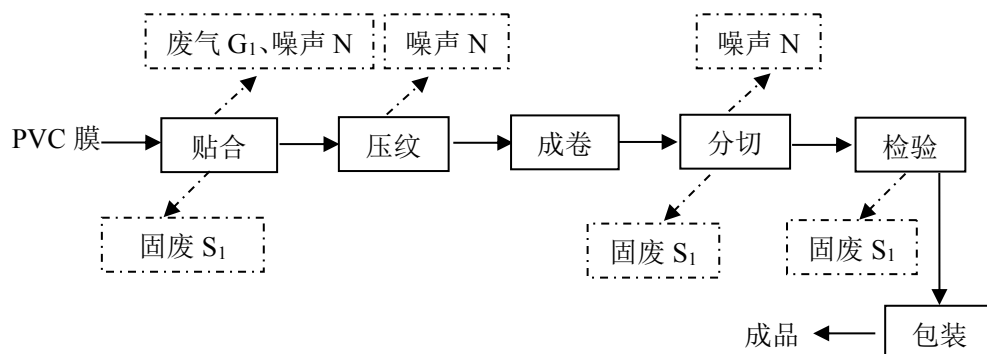 废气 G₁、噪声 N
噪声 N
噪声 N
PVC 膜
贴合
压纹
成卷
分切
检验
固废 S₁
固废 S₁
固废 S₁
成品
包装